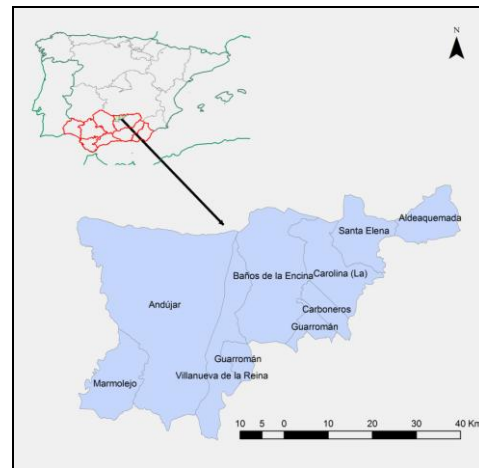 N
Aldeaquemada
Santa Elena
Baños de la Encina
Carolina (La)
Andújar
Carboneros
Guarromán
Guarromán
Marmolejo
Villanueva de la Reina
10 5 0 10 20 30 40 Km